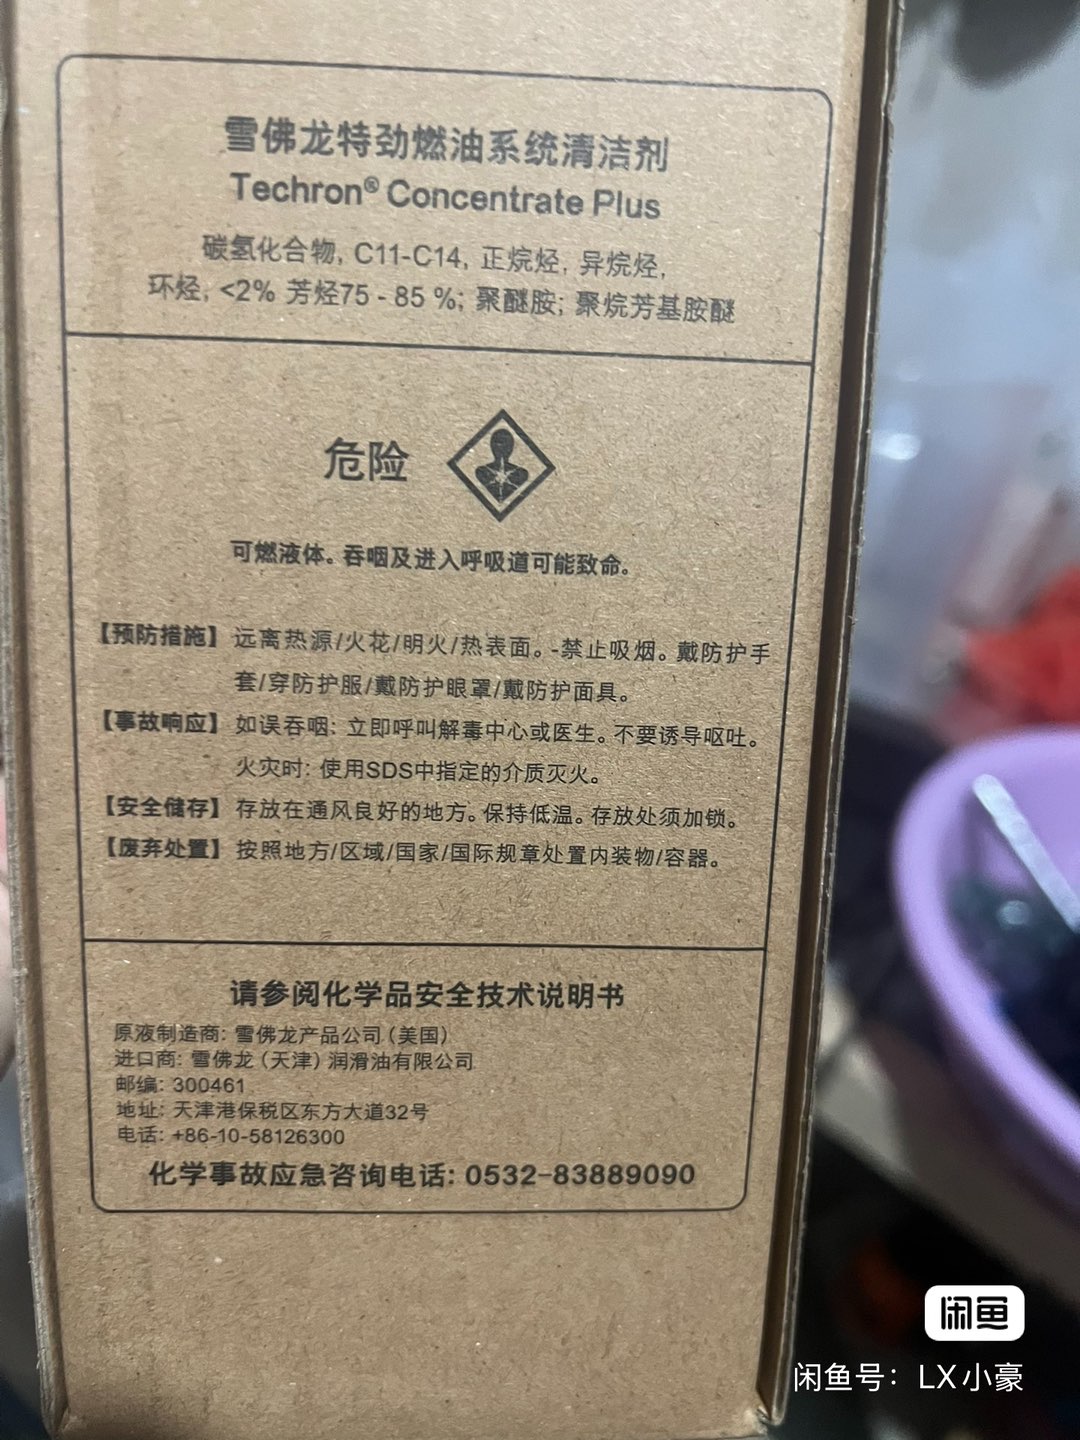 雪佛龙特劲燃油系统清洁剂
Techron® Concentrate Plus
碳氢化合物, C11-C14, 正烷烃, 异烷烃,
环烃, <2% 芳烃75 - 85 %; 聚醚胺; 聚烷芳基胺醚
危险
可燃液体。吞咽及进入呼吸道可能致命。
【预防措施】远离热源/火花/明火/热表面。-禁止吸烟。戴防护手
套/穿防护服/戴防护眼罩/戴防护面具。
【事故响应】如误吞咽: 立即呼叫解毒中心或医生。不要诱导呕吐。
火灾时: 使用SDS中指定的介质灭火。
【安全储存】存放在通风良好的地方。保持低温。存放处须加锁。
【废弃处置】按照地方/区域/国家/国际规章处置内装物/容器。
请参阅化学品安全技术说明书
原液制造商: 雪佛龙产品公司 (美国)
进口商: 雪佛龙 (天津) 润滑油有限公司
邮编: 300461
地址: 天津港保税区东方大道32号
电话: +86-10-58126300
化学事故应急咨询电话: 0532-83889090
闲鱼
闲鱼号：LX小豪